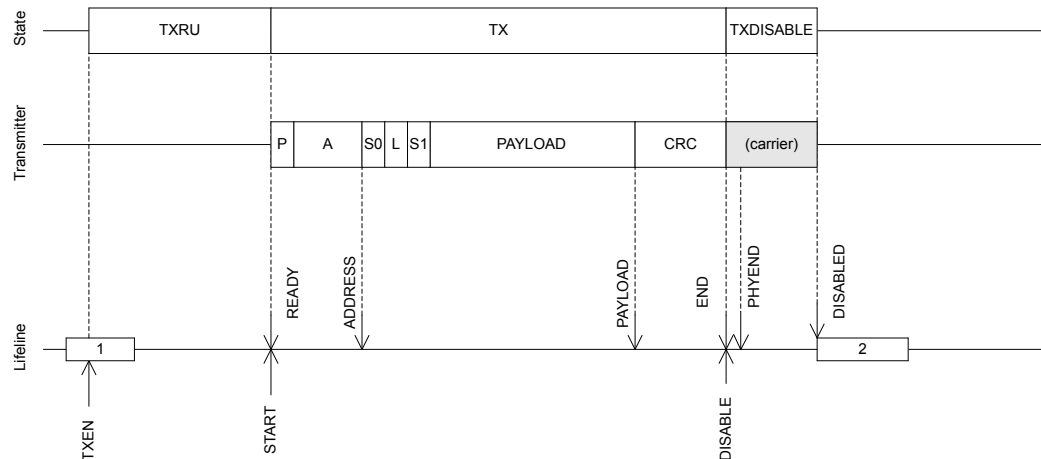 State
TXRU
TX
TXDISABLE
Transmitter
P
A
S0
L
S1
PAYLOAD
CRC
(carrier)
READY
ADDRESS
PAYLOAD
END
PHYEND
DISABLED
Lifeline
1
2
TXEN
START
DISABLE